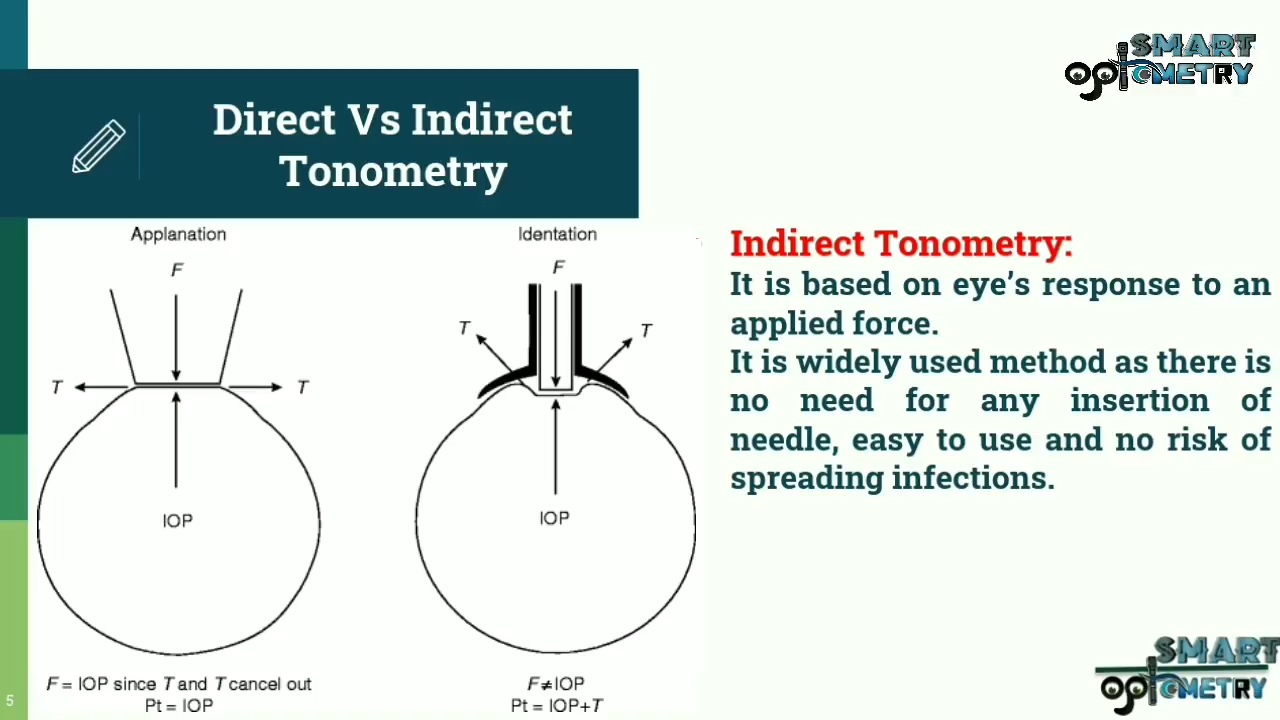 SMART
OPTOMETRY
Direct Vs Indirect
Tonometry
Applanation
F
T
T
IOP
F = IOP since T and T cancel out
Pt = IOP
Identation
F
T
T
IOP
F≠IOP
Pt = IOP+T
Indirect Tonometry:
It is based on eye’s response to an
applied force.
It is widely used method as there is
no need for any insertion of
needle, easy to use and no risk of
spreading infections.
SMART
OPTOMETRY
5